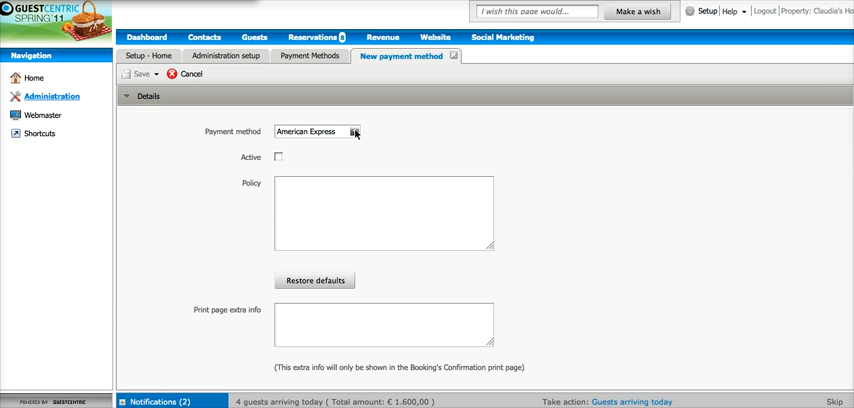 GUESTCENTRIC
SPRING'11
I wish this page would...
Make a wish
Setup
Help
Logout
Property: Claudia's Ho
Navigation
Dashboard
Contacts
Guests
Reservations 8
Revenue
Website
Social Marketing
Setup - Home
Administration setup
Payment Methods
New payment method
Home
Administration
Webmaster
Shortcuts
Save
Cancel
Details
Payment method
American Express
Active
Policy
Restore defaults
Print page extra info
(This extra info will only be shown in the Booking's Confirmation print page)
POWERED BY GUESTCENTRIC
Notifications (2)
4 guests arriving today ( Total amount: € 1.600,00 )
Take action: Guests arriving today
Skip